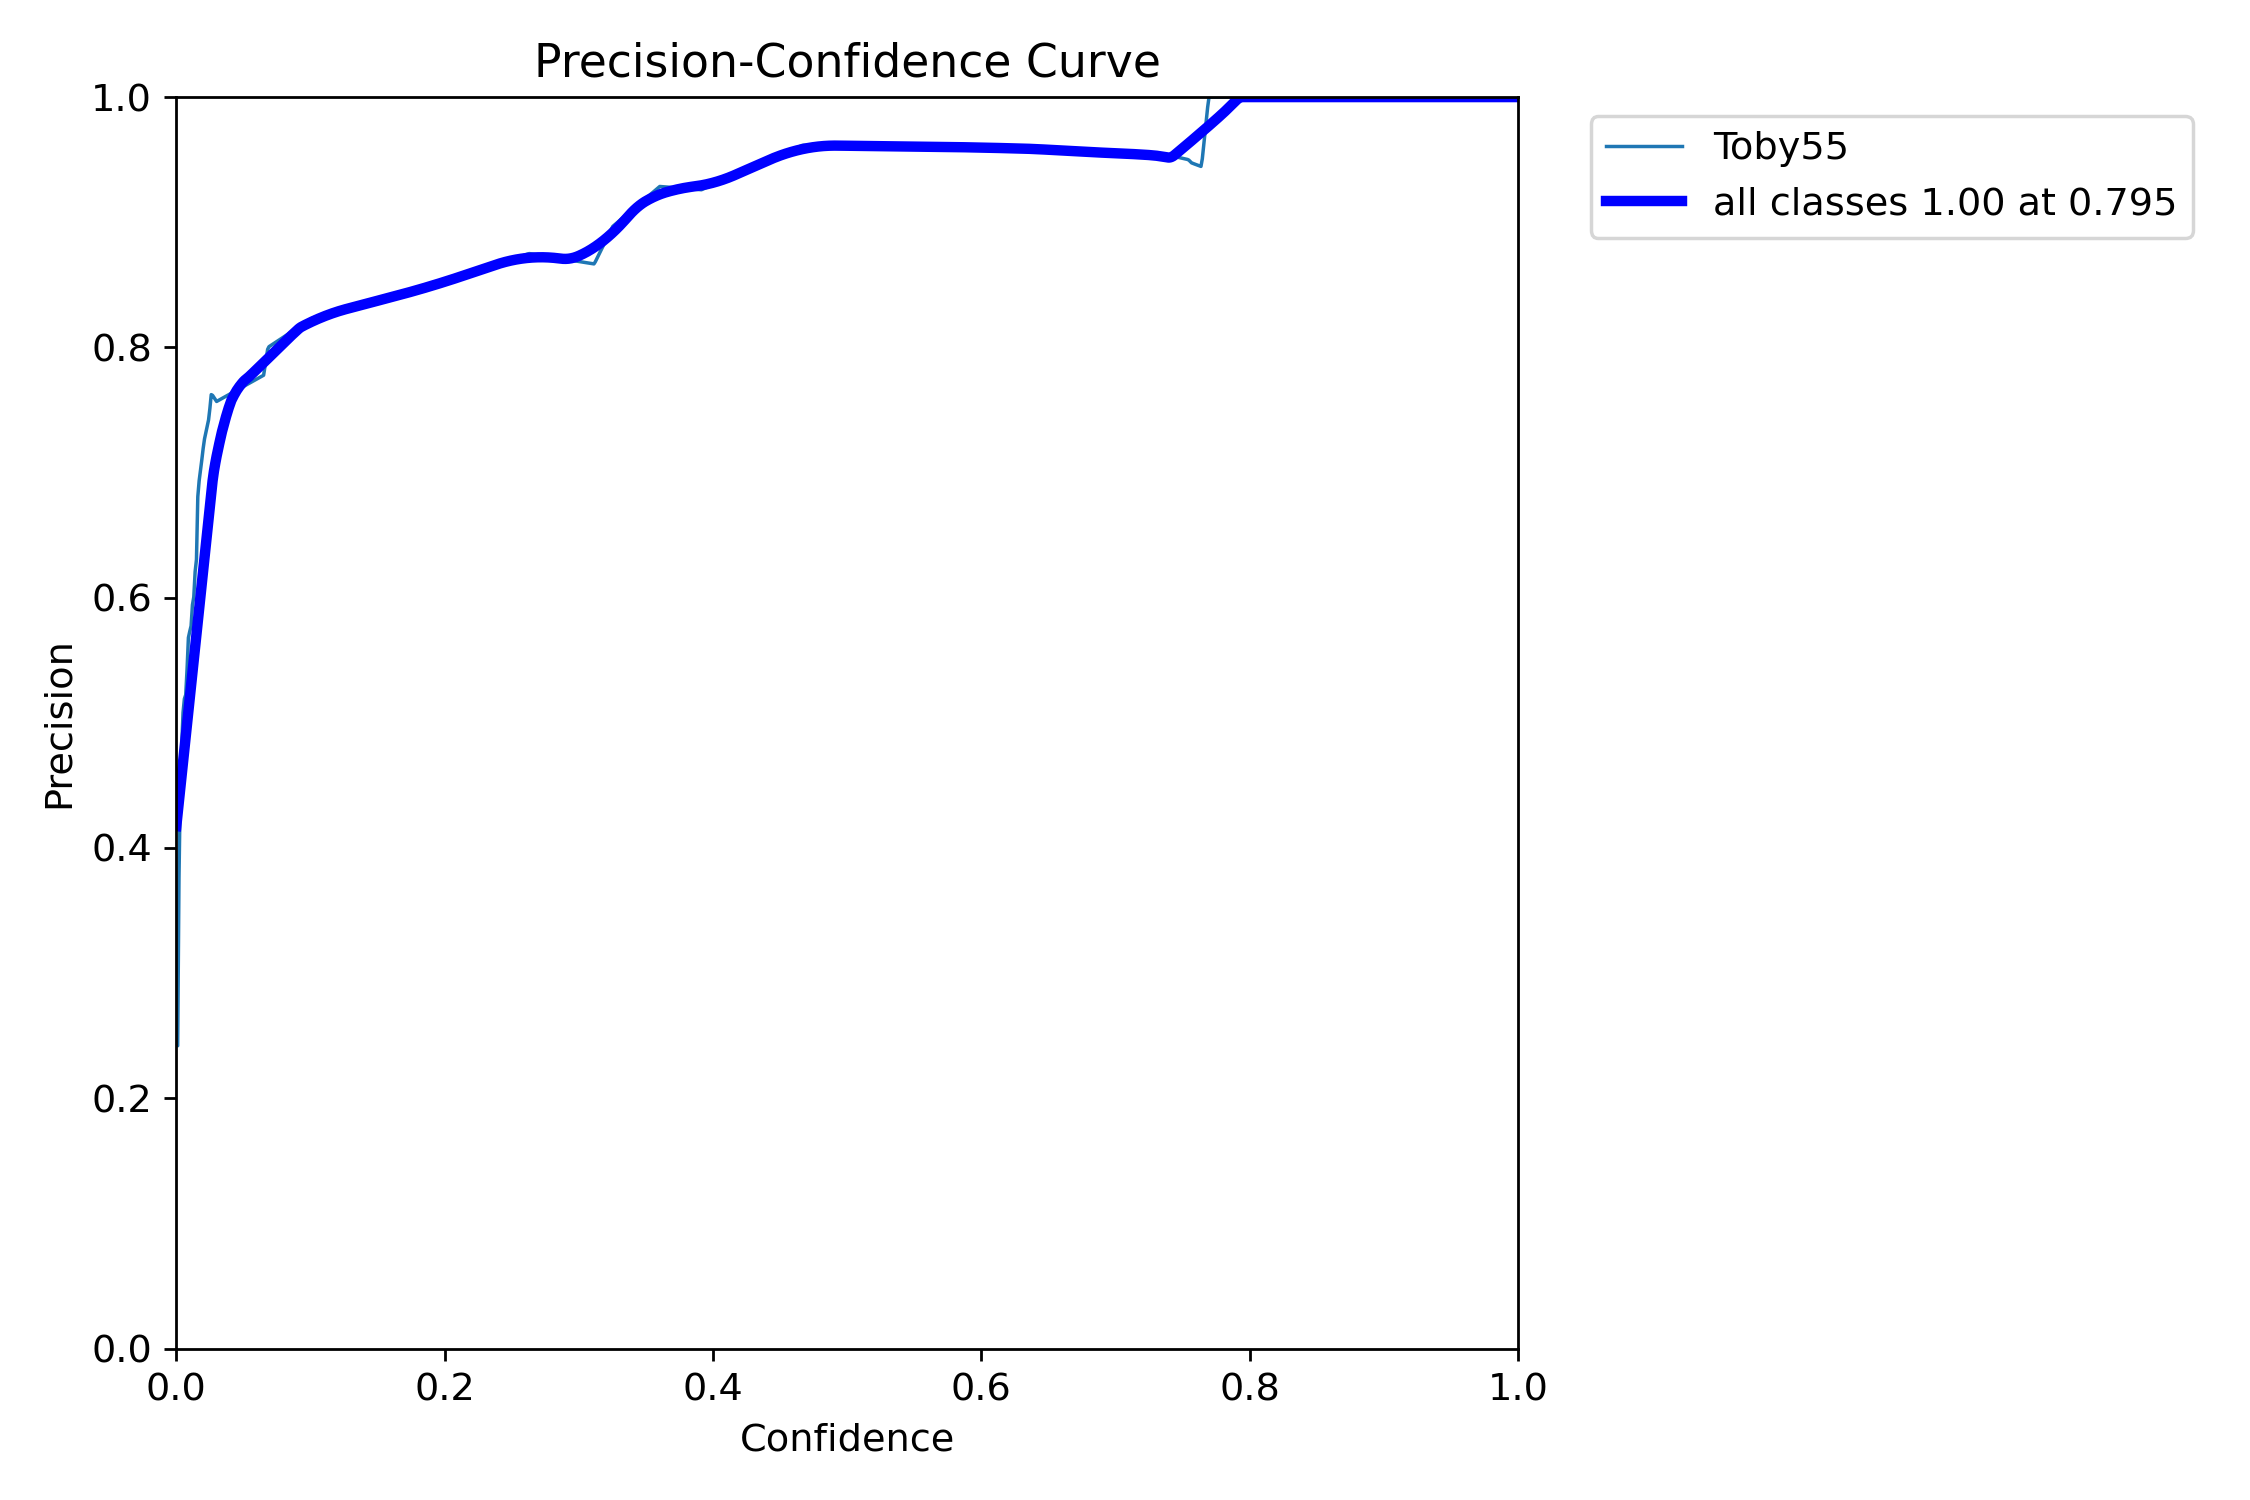 Precision-Confidence Curve
1.0
0.8
0.6
0.4
0.2
0.0
Precision
0.0 0.2 0.4 0.6 0.8 1.0
Confidence
Toby55
all classes 1.00 at 0.795